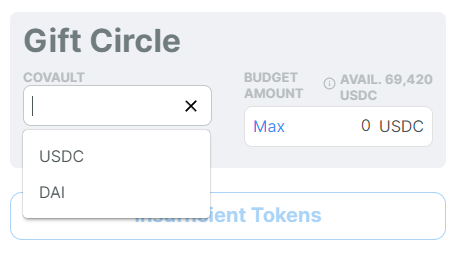 Gift Circle
COVAULT
BUDGET AMOUNT
AVAIL. 69,420 USDC
Max 0 USDC
USDC
DAI
Insufficient Tokens